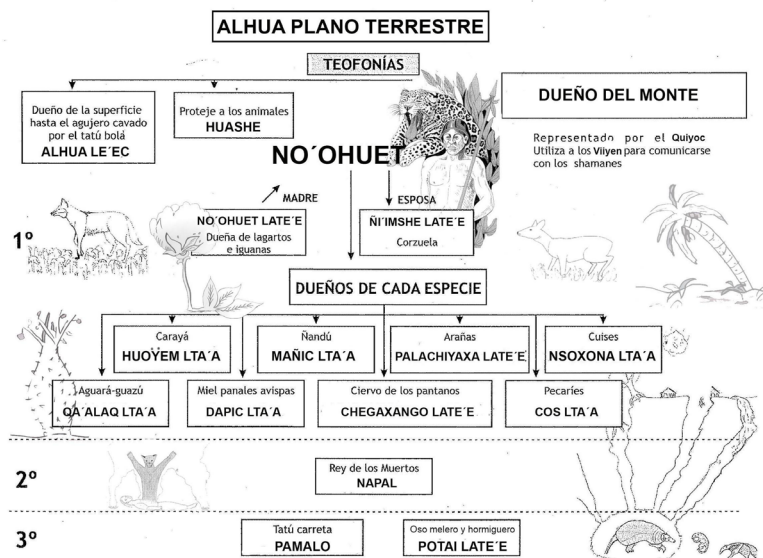 ALHUA PLANO TERRESTRE
TEOFONÍAS
Dueño de la superficie
hasta el agujero cavado
por el tatú bolá
ALHUA LE´EC
Proteje a los animales
HUASHE
DUEÑO DEL MONTE
Representado por el Quiyoc
Utiliza a los Viiyen para comunicarse
con los shamanes
NO´OHUET
MADRE
ESPOSA
1º
NO´OHUET LATE´E
Dueña de lagartos
e iguanas
ÑI´IMSHE LATE´E
Corzuela
DUEÑOS DE CADA ESPECIE
Carayá
HUOŸEM LTA´A
Ñandú
MAÑIC LTA´A
Arañas
PALACHIYAXA LATE´E
Cuises
NSOXONA LTA´A
Aguará-guazú
QA´ALAQ LTA´A
Miel panales avispas
DAPIC LTA´A
Ciervo de los pantanos
CHEGAXANGO LATE´E
Pecaríes
COS LTA´A
2º
Rey de los Muertos
NAPAL
3º
Tatú carreta
PAMALO
Oso melero y hormiguero
POTAI LATE´E